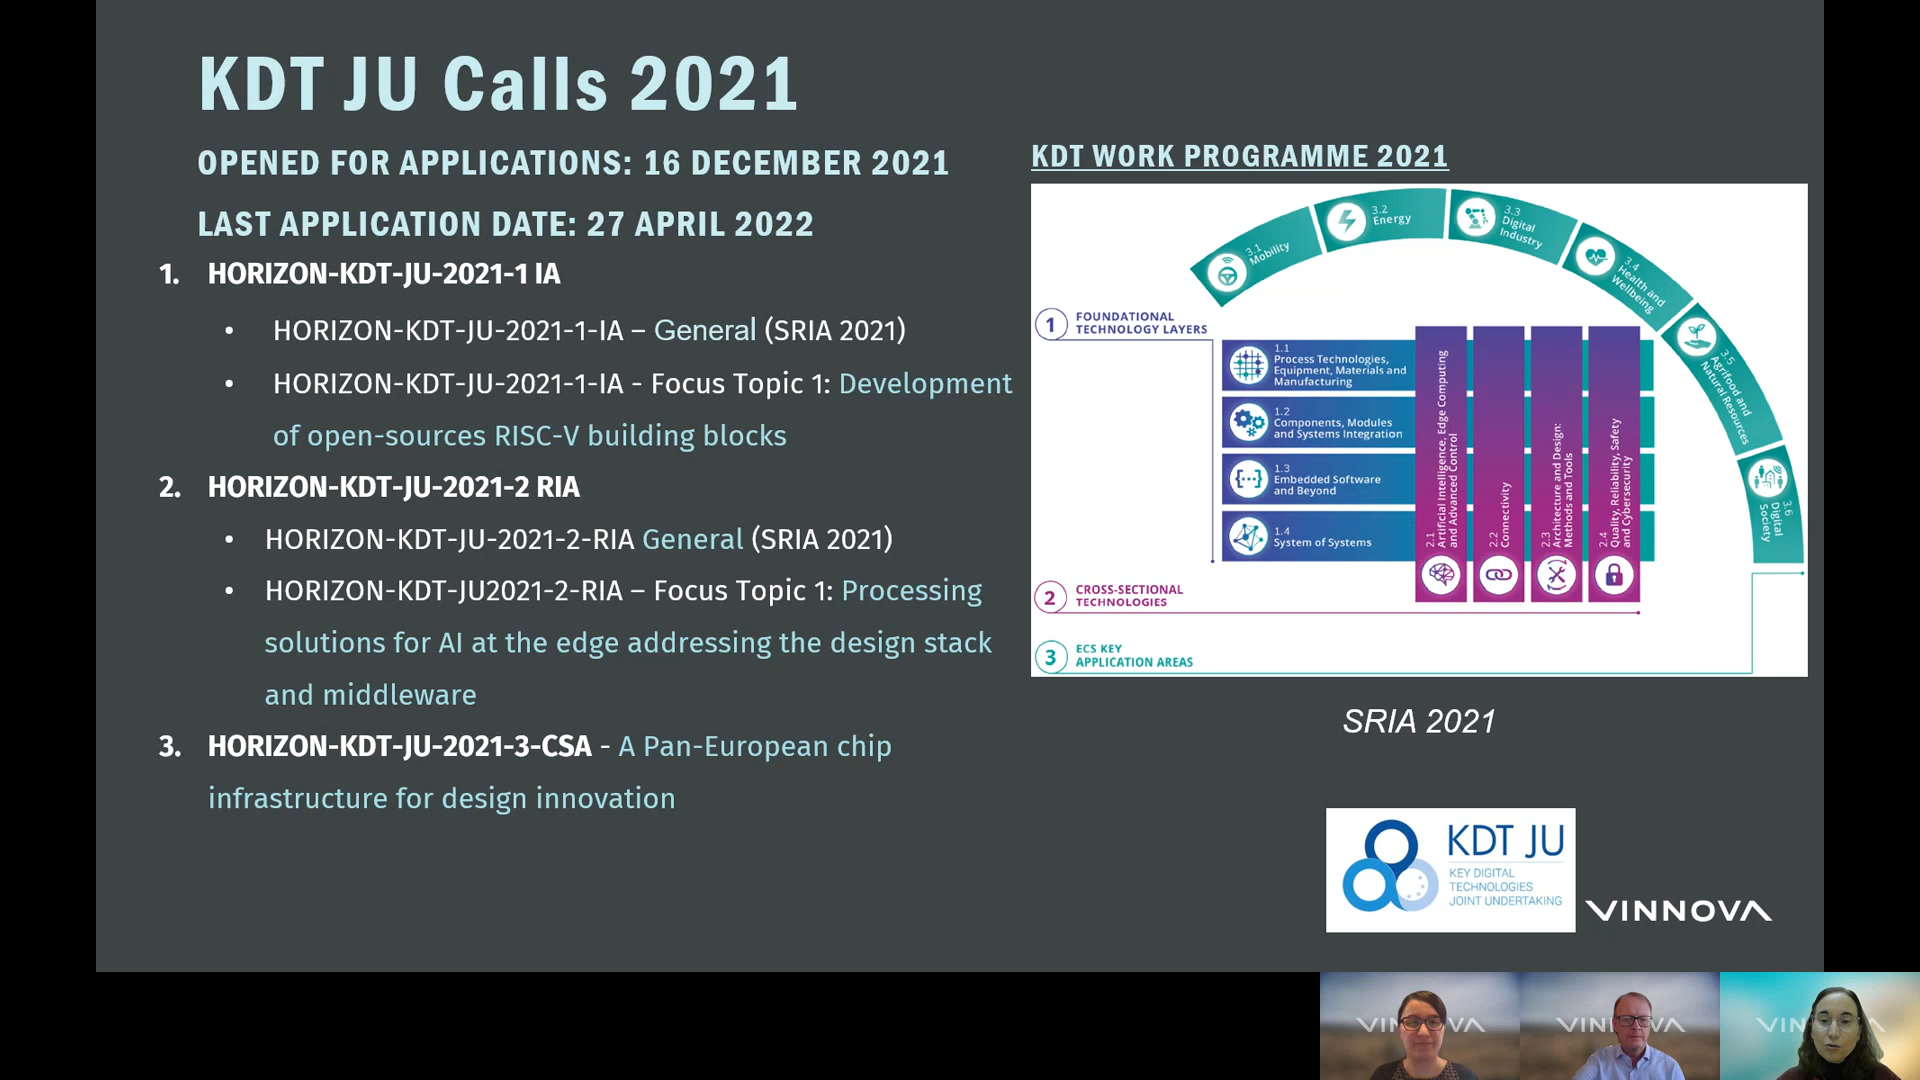 KDT JU Calls 2021
OPENED FOR APPLICATIONS: 16 DECEMBER 2021
LAST APPLICATION DATE: 27 APRIL 2022
1. HORIZON-KDT-JU-2021-1 IA
• HORIZON-KDT-JU-2021-1-IA – General (SRIA 2021)
• HORIZON-KDT-JU-2021-1-IA - Focus Topic 1: Development
of open-sources RISC-V building blocks
2. HORIZON-KDT-JU-2021-2 RIA
• HORIZON-KDT-JU-2021-2-RIA General (SRIA 2021)
• HORIZON-KDT-JU2021-2-RIA – Focus Topic 1: Processing
solutions for AI at the edge addressing the design stack
and middleware
3. HORIZON-KDT-JU-2021-3-CSA - A Pan-European chip
infrastructure for design innovation
KDT WORK PROGRAMME 2021
3.1
Mobility
3.2
Energy
3.3
Digital
Industry
3.4
Health and
Wellbeing
3.5
Agrifood and
Natural Resources
3.6
Digital
Society
1 FOUNDATIONAL
TECHNOLOGY LAYERS
1.1
Process Technologies,
Equipment, Materials and
Manufacturing
1.2
Components, Modules
and Systems Integration
1.3
Embedded Software
and Beyond
1.4
System of Systems
2.1
Artificial Intelligence, Edge Computing
and Advanced Control
2.2
Connectivity
2.3
Architecture and Design:
Methods and Tools
2.4
Quality, Reliability, Safety
and Cybersecurity
2 CROSS-SECTIONAL
TECHNOLOGIES
3 ECS KEY
APPLICATION AREAS
SRIA 2021
KDT JU
KEY DIGITAL
TECHNOLOGIES
JOINT UNDERTAKING
VINNOVA